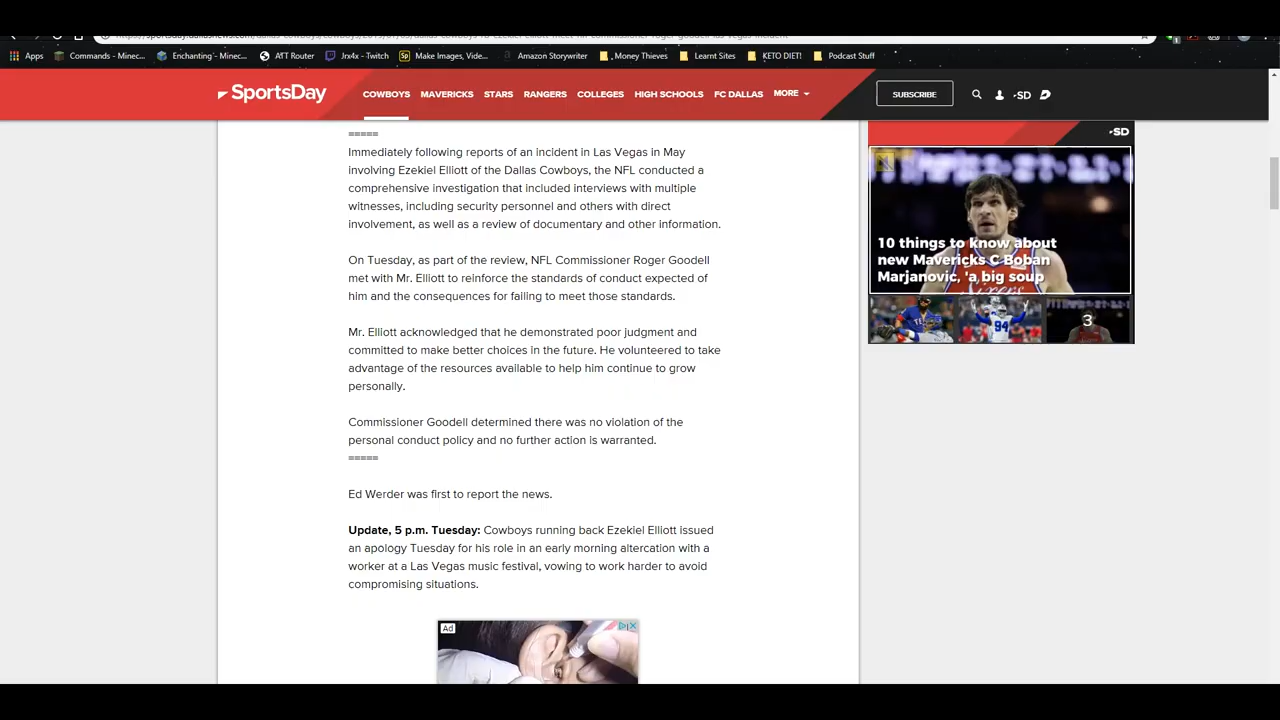 Apps
Commands - Minec...
Enchanting - Minec...
ATT Router
Jrx4x - Twitch
Sp Make Images, Vide...
Amazon Storywriter
Money Thieves
Learnt Sites
KETO DIET!
Podcast Stuff
SportsDay
COWBOYS MAVERICKS STARS RANGERS COLLEGES HIGH SCHOOLS FC DALLAS MORE
SUBSCRIBE
SD
=====
Immediately following reports of an incident in Las Vegas in May
involving Ezekiel Elliott of the Dallas Cowboys, the NFL conducted a
comprehensive investigation that included interviews with multiple
witnesses, including security personnel and others with direct
involvement, as well as a review of documentary and other information.
On Tuesday, as part of the review, NFL Commissioner Roger Goodell
met with Mr. Elliott to reinforce the standards of conduct expected of
him and the consequences for failing to meet those standards.
Mr. Elliott acknowledged that he demonstrated poor judgment and
committed to make better choices in the future. He volunteered to take
advantage of the resources available to help him continue to grow
personally.
Commissioner Goodell determined there was no violation of the
personal conduct policy and no further action is warranted.
=====
Ed Werder was first to report the news.
Update, 5 p.m. Tuesday: Cowboys running back Ezekiel Elliott issued
an apology Tuesday for his role in an early morning altercation with a
worker at a Las Vegas music festival, vowing to work harder to avoid
compromising situations.
Ad
SD
10 things to know about
new Mavericks C Boban
Marjanovic, 'a big soup
94
3